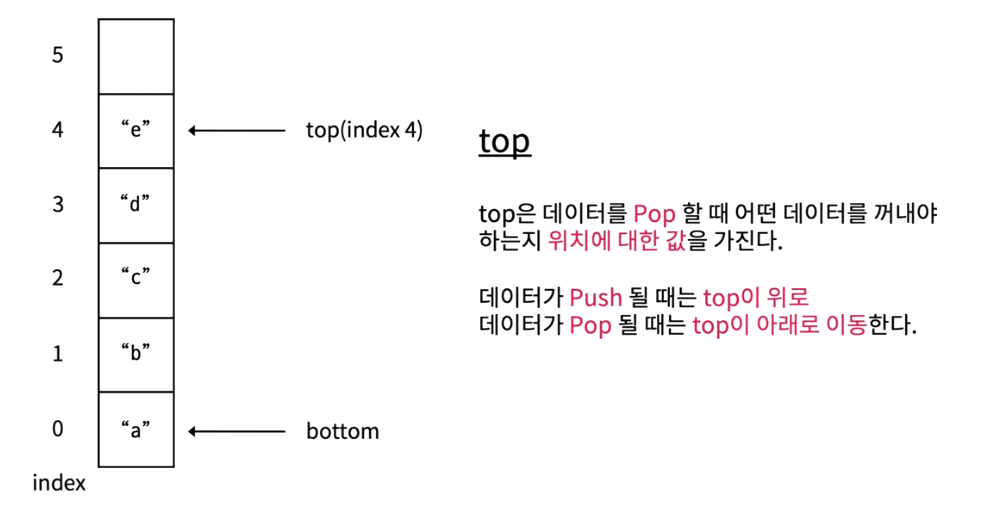 5
4 “e” top(index 4)
3 “d”
2 “c”
1 “b”
0 “a” bottom
index
top
top은 데이터를 Pop 할 때 어떤 데이터를 꺼내야
하는지 위치에 대한 값을 가진다.
데이터가 Push 될 때는 top이 위로
데이터가 Pop 될 때는 top이 아래로 이동한다.